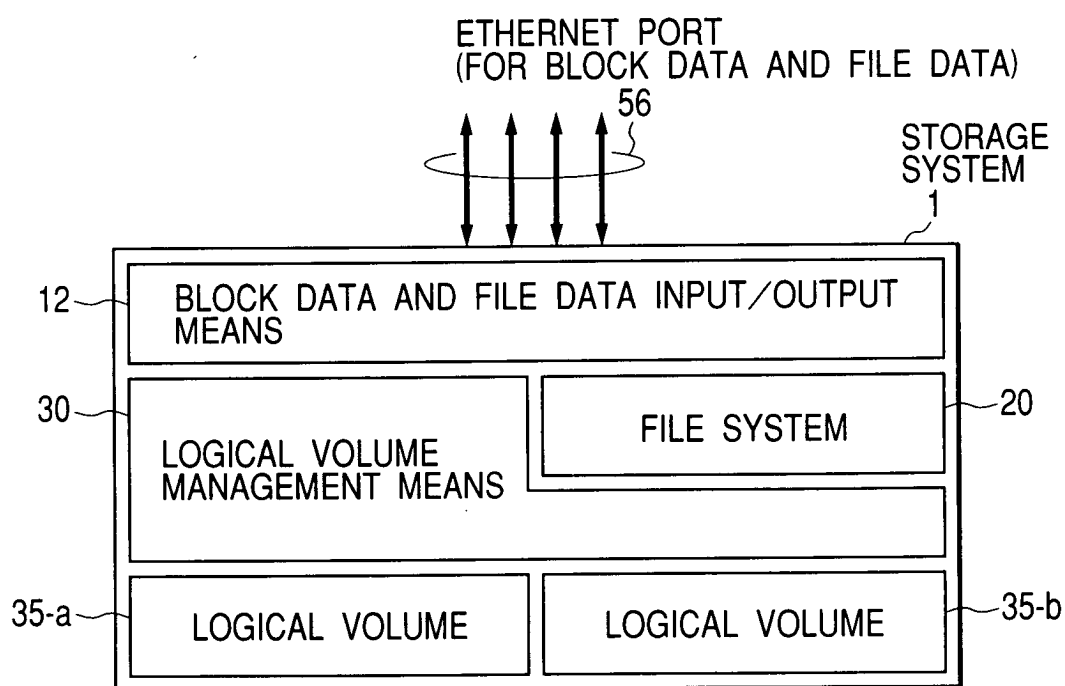 ETHERNET PORT
(FOR BLOCK DATA AND FILE DATA)
56
STORAGE
SYSTEM
1
12
BLOCK DATA AND FILE DATA INPUT/OUTPUT
MEANS
30
20
FILE SYSTEM
LOGICAL VOLUME
MANAGEMENT MEANS
35-a
LOGICAL VOLUME
LOGICAL VOLUME
35-b